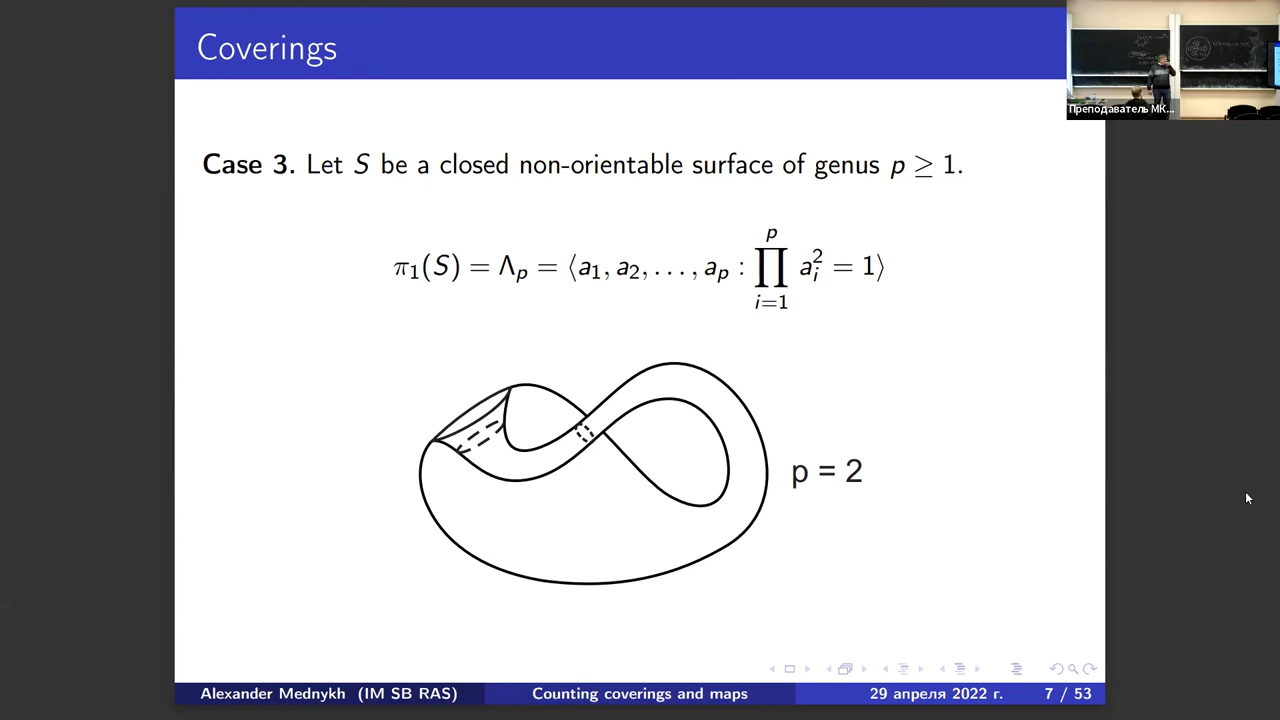 Coverings
Преподаватель МК...
Case 3. Let S be a closed non-orientable surface of genus p ≥ 1.
π₁(S) = Λₚ = ⟨a₁, a₂, . . . , aₚ : ∏ᵢ₌₁ᵖ aᵢ² = 1⟩
p = 2
Alexander Mednykh (IM SB RAS) Counting coverings and maps 29 апреля 2022 г. 7 / 53